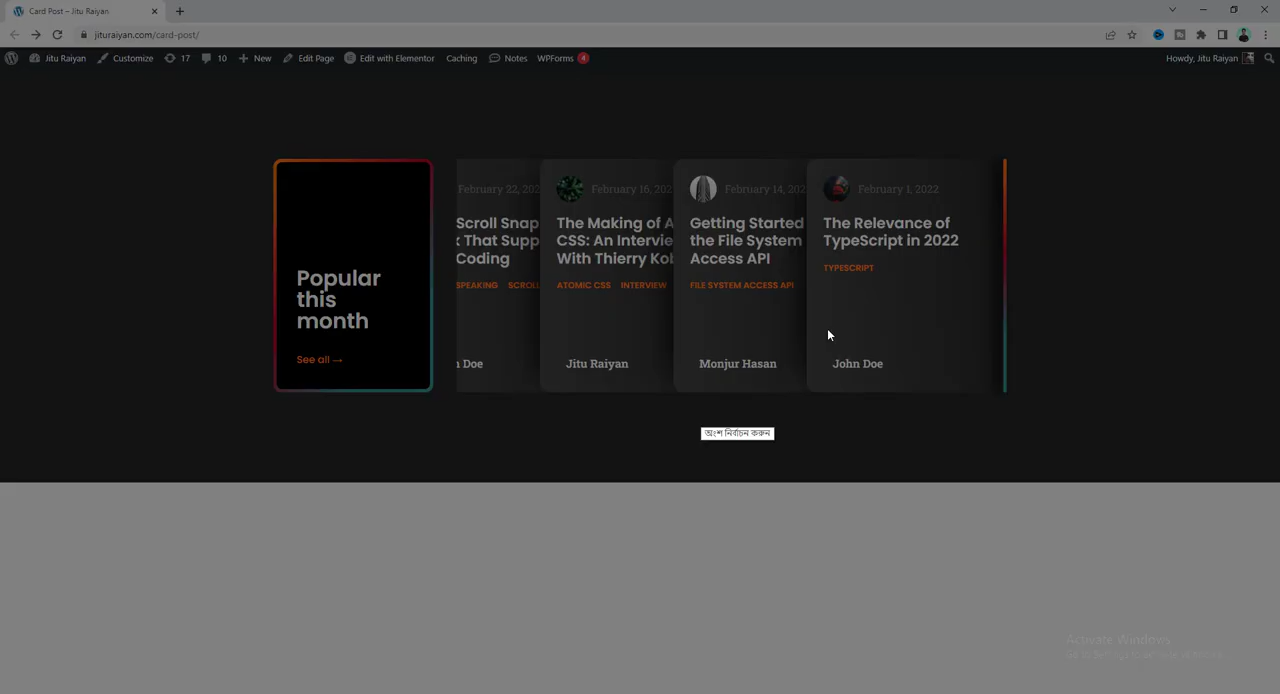 Card Post – Jitu Raiyan
jituraiyan.com/card-post/
Jitu Raiyan
Customize
17
10
New
Edit Page
Edit with Elementor
Caching
Notes
WPForms
4
Howdy, Jitu Raiyan
Popular
this
month
See all →
February 22, 202
Scroll Snap
k That Supp
Coding
SPEAKING SCROLL
n Doe
February 16, 202
The Making of A
CSS: An Intervie
With Thierry Kob
ATOMIC CSS INTERVIEW
Jitu Raiyan
February 14, 202
Getting Started
the File System
Access API
FILE SYSTEM ACCESS API
Monjur Hasan
February 1, 2022
The Relevance of
TypeScript in 2022
TYPESCRIPT
John Doe
অংশ নির্বাচন করুন
Activate Windows